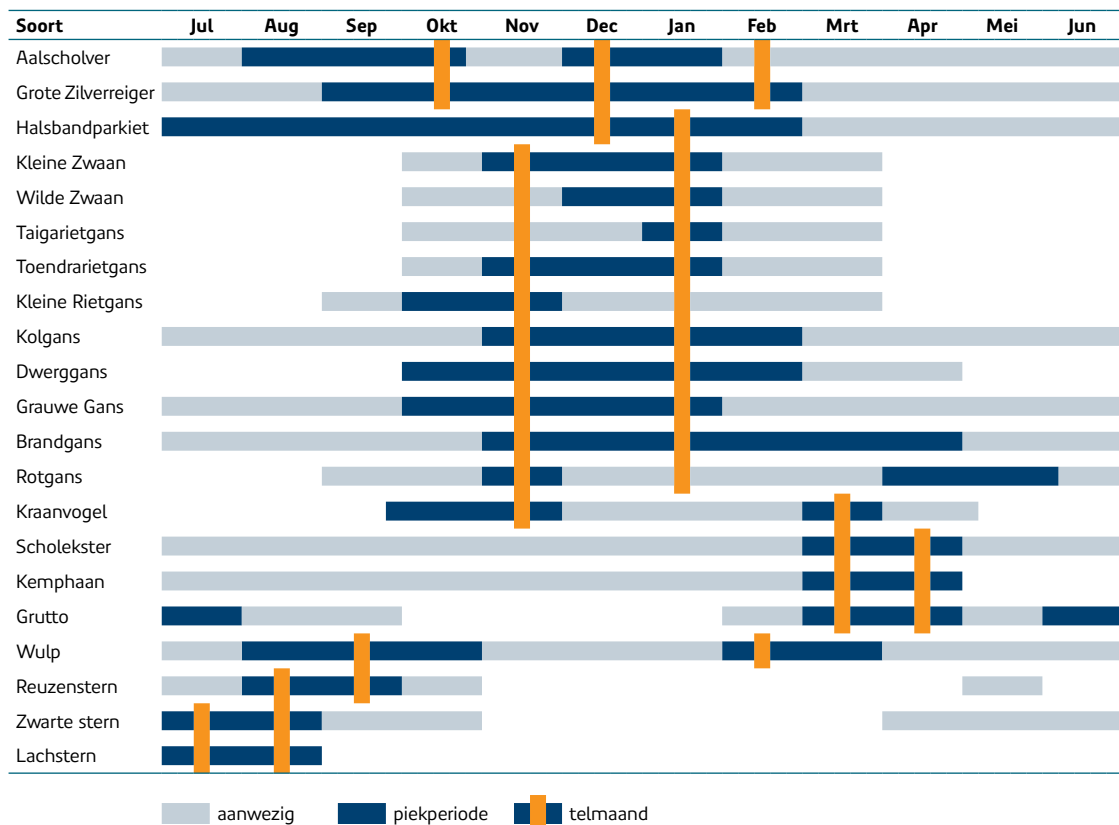 Soort Jul Aug Sep Okt Nov Dec Jan Feb Mrt Apr Mei Jun
Aalscholver
Grote Zilverreiger
Halsbandparkiet
Kleine Zwaan
Wilde Zwaan
Taigarietgans
Toendrarietgans
Kleine Rietgans
Kolgans
Dwerggans
Grauwe Gans
Brandgans
Rotgans
Kraanvogel
Scholekster
Kemphaan
Grutto
Wulp
Reuzenstern
Zwarte stern
Lachstern
aanwezig piekperiode telmaand